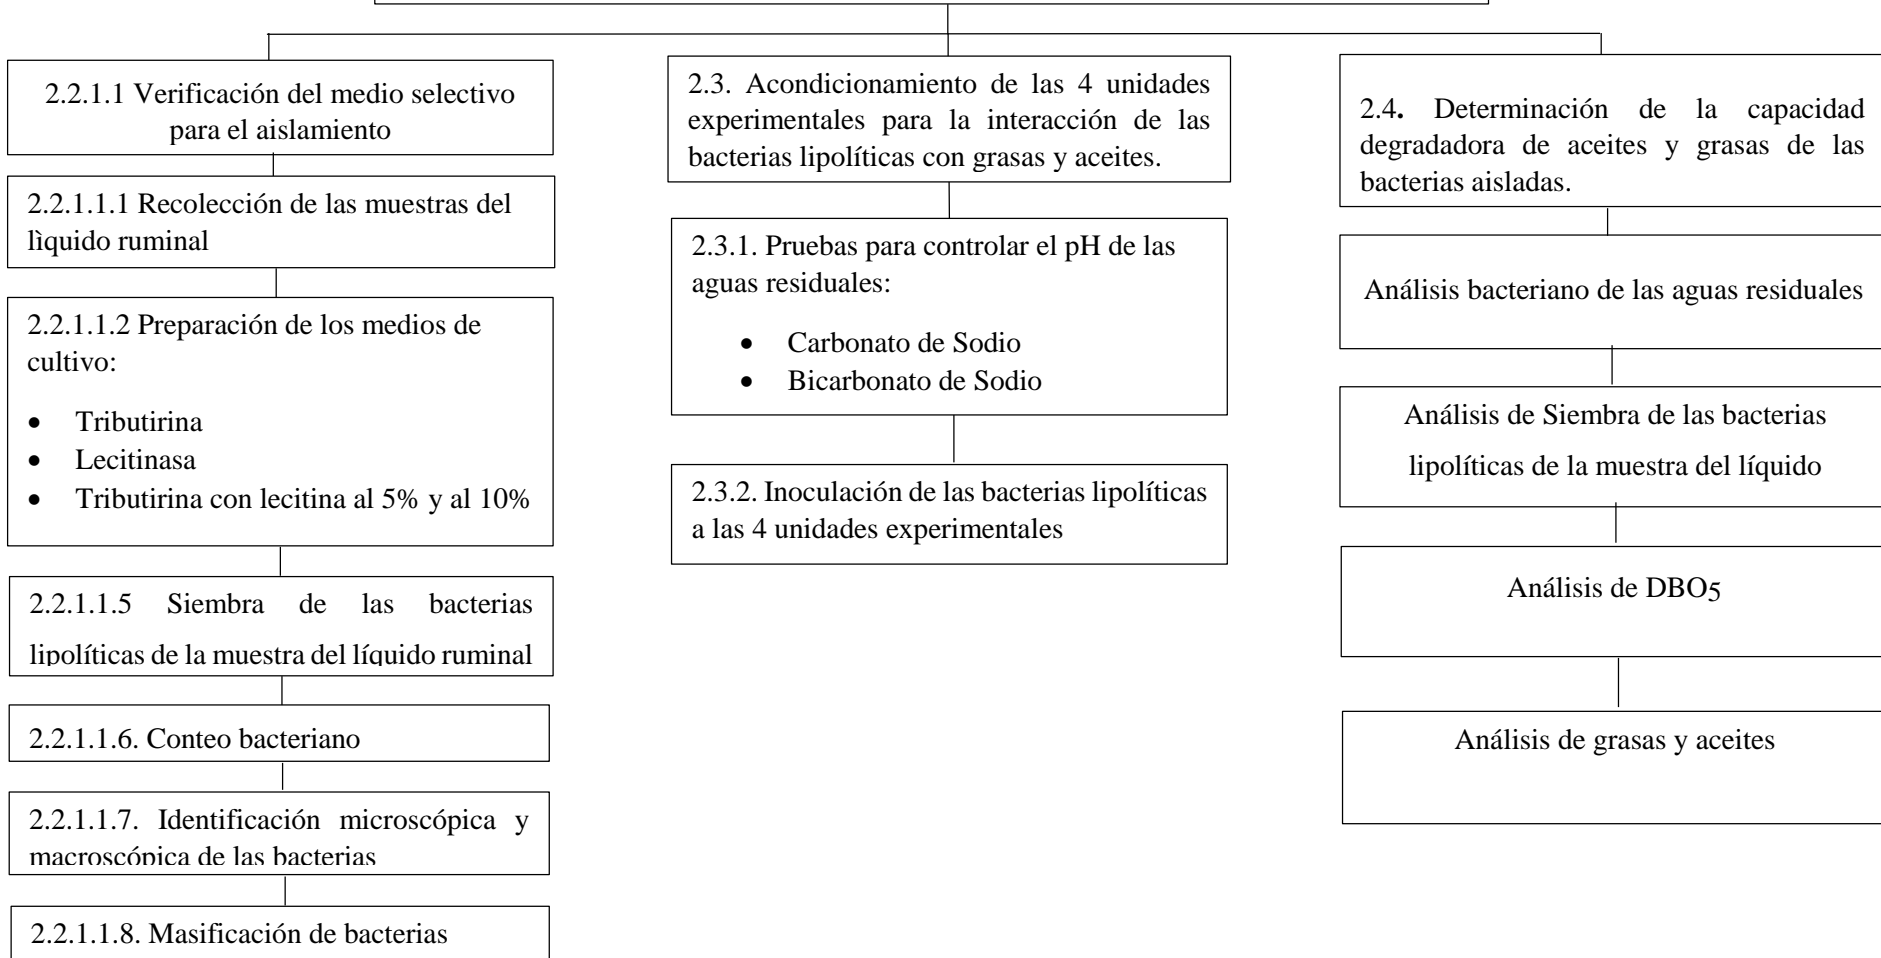 2.2.1.1 Verificación del medio selectivo
para el aislamiento
2.2.1.1.1 Recolección de las muestras del
lìquido ruminal
2.2.1.1.2 Preparación de los medios de
cultivo:
• Tributirina
• Lecitinasa
• Tributirina con lecitina al 5% y al 10%
2.2.1.1.5 Siembra de las bacterias
lipolíticas de la muestra del líquido ruminal
2.2.1.1.6. Conteo bacteriano
2.2.1.1.7. Identificación microscópica y
macroscópica de las bacterias
2.2.1.1.8. Masificación de bacterias
2.3. Acondicionamiento de las 4 unidades
experimentales para la interacción de las
bacterias lipolíticas con grasas y aceites.
2.3.1. Pruebas para controlar el pH de las
aguas residuales:
• Carbonato de Sodio
• Bicarbonato de Sodio
2.3.2. Inoculación de las bacterias lipolíticas
a las 4 unidades experimentales
2.4. Determinación de la capacidad
degradadora de aceites y grasas de las
bacterias aisladas.
Análisis bacteriano de las aguas residuales
Análisis de Siembra de las bacterias
lipolíticas de la muestra del líquido
Análisis de DBO5
Análisis de grasas y aceites